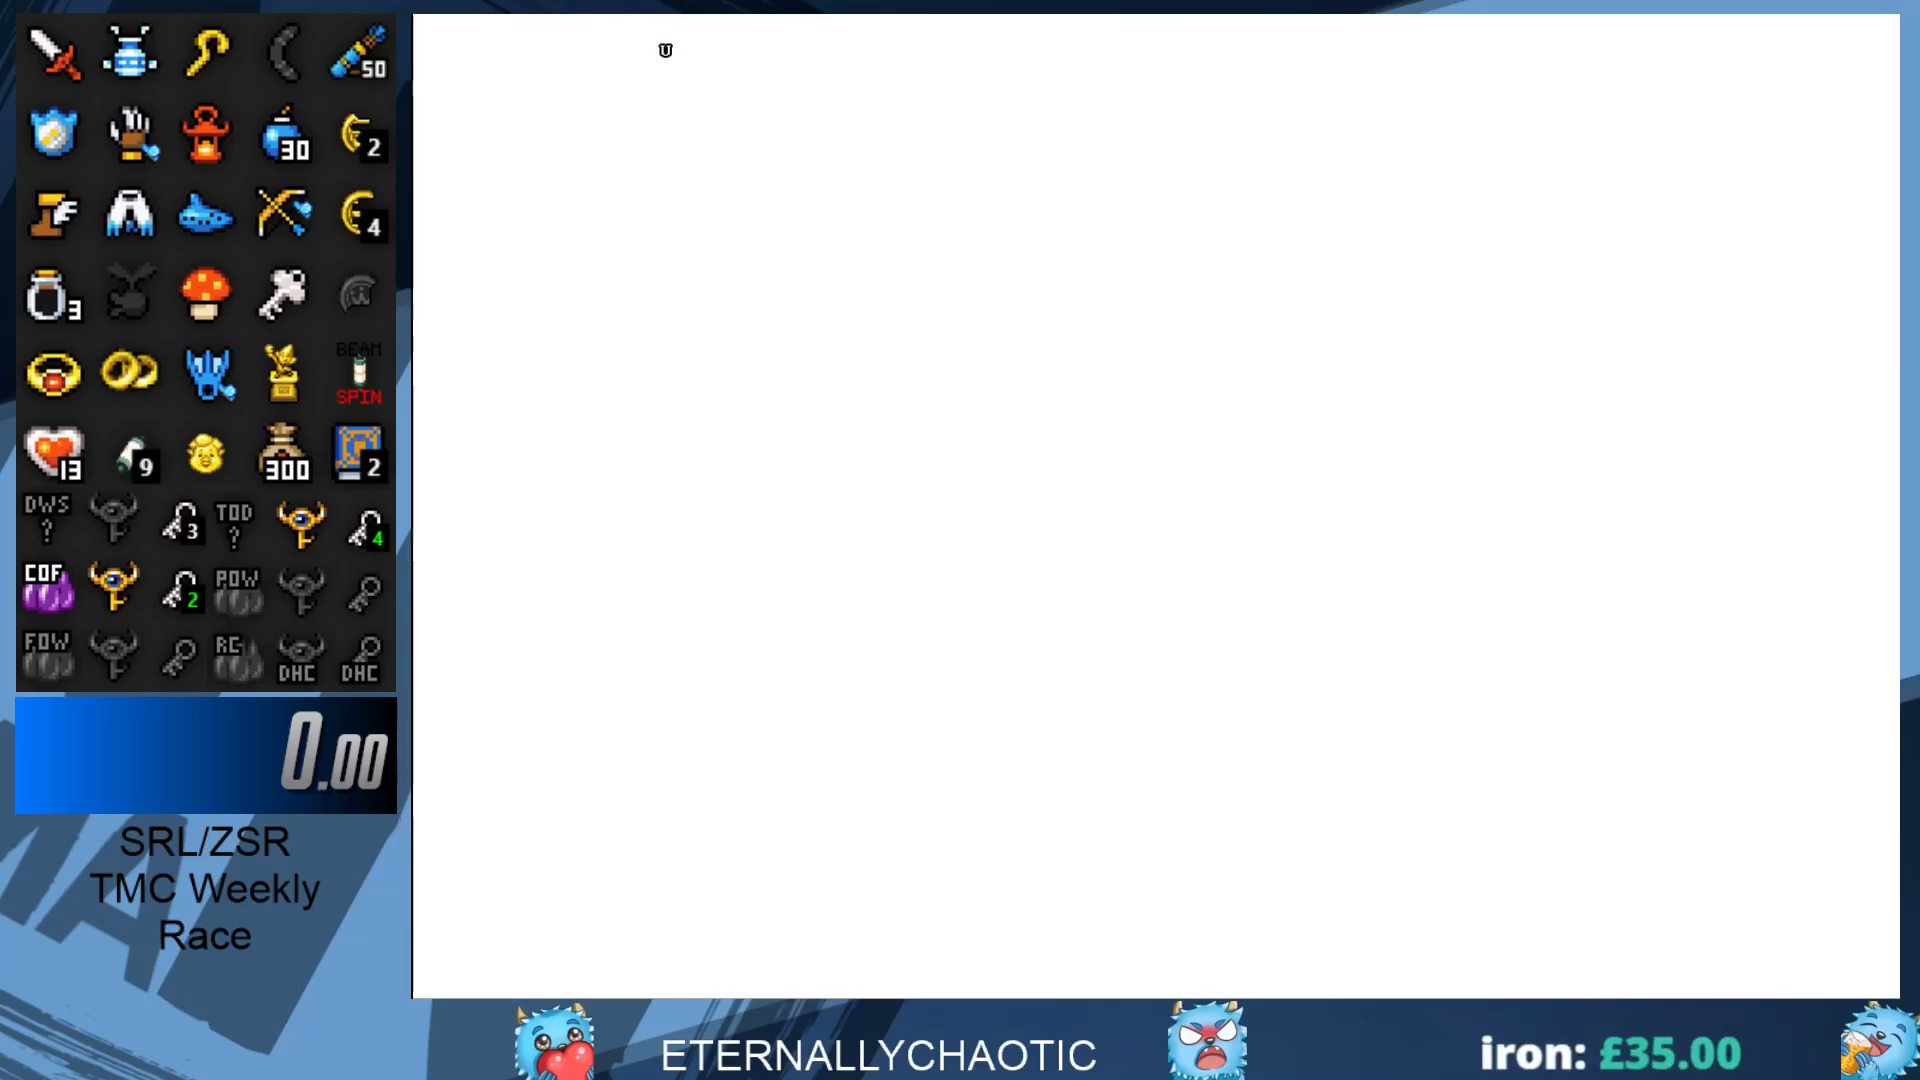 U
50
30
2
4
3
BEAM
SPIN
13
9
300
2
DWS
?
3
TOD
?
4
COF
2
POW
FOW
RC
DHC
DHC
0.00
SRL/ZSR
TMC Weekly
Race
ETERNALLYCHAOTIC
iron: £35.00